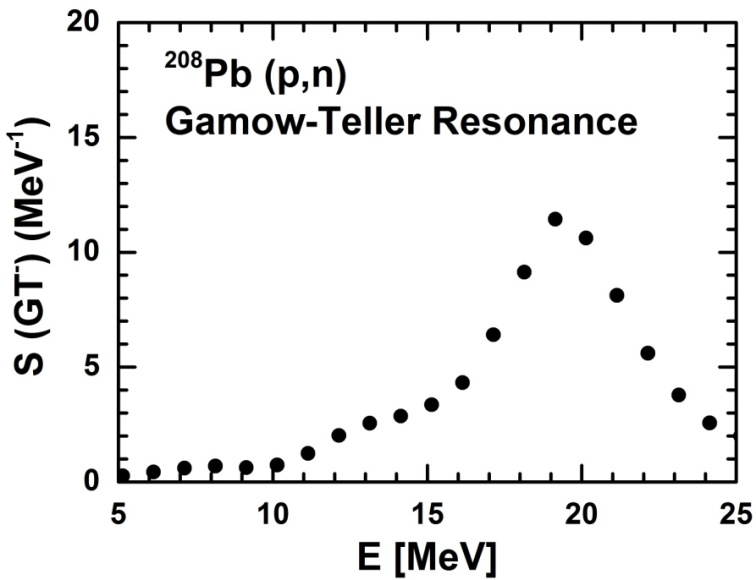 20
²⁰⁸Pb (p,n)
Gamow-Teller Resonance
15
10
5
0
S (GT⁻) (MeV⁻¹)
5 10 15 20 25
E [MeV]